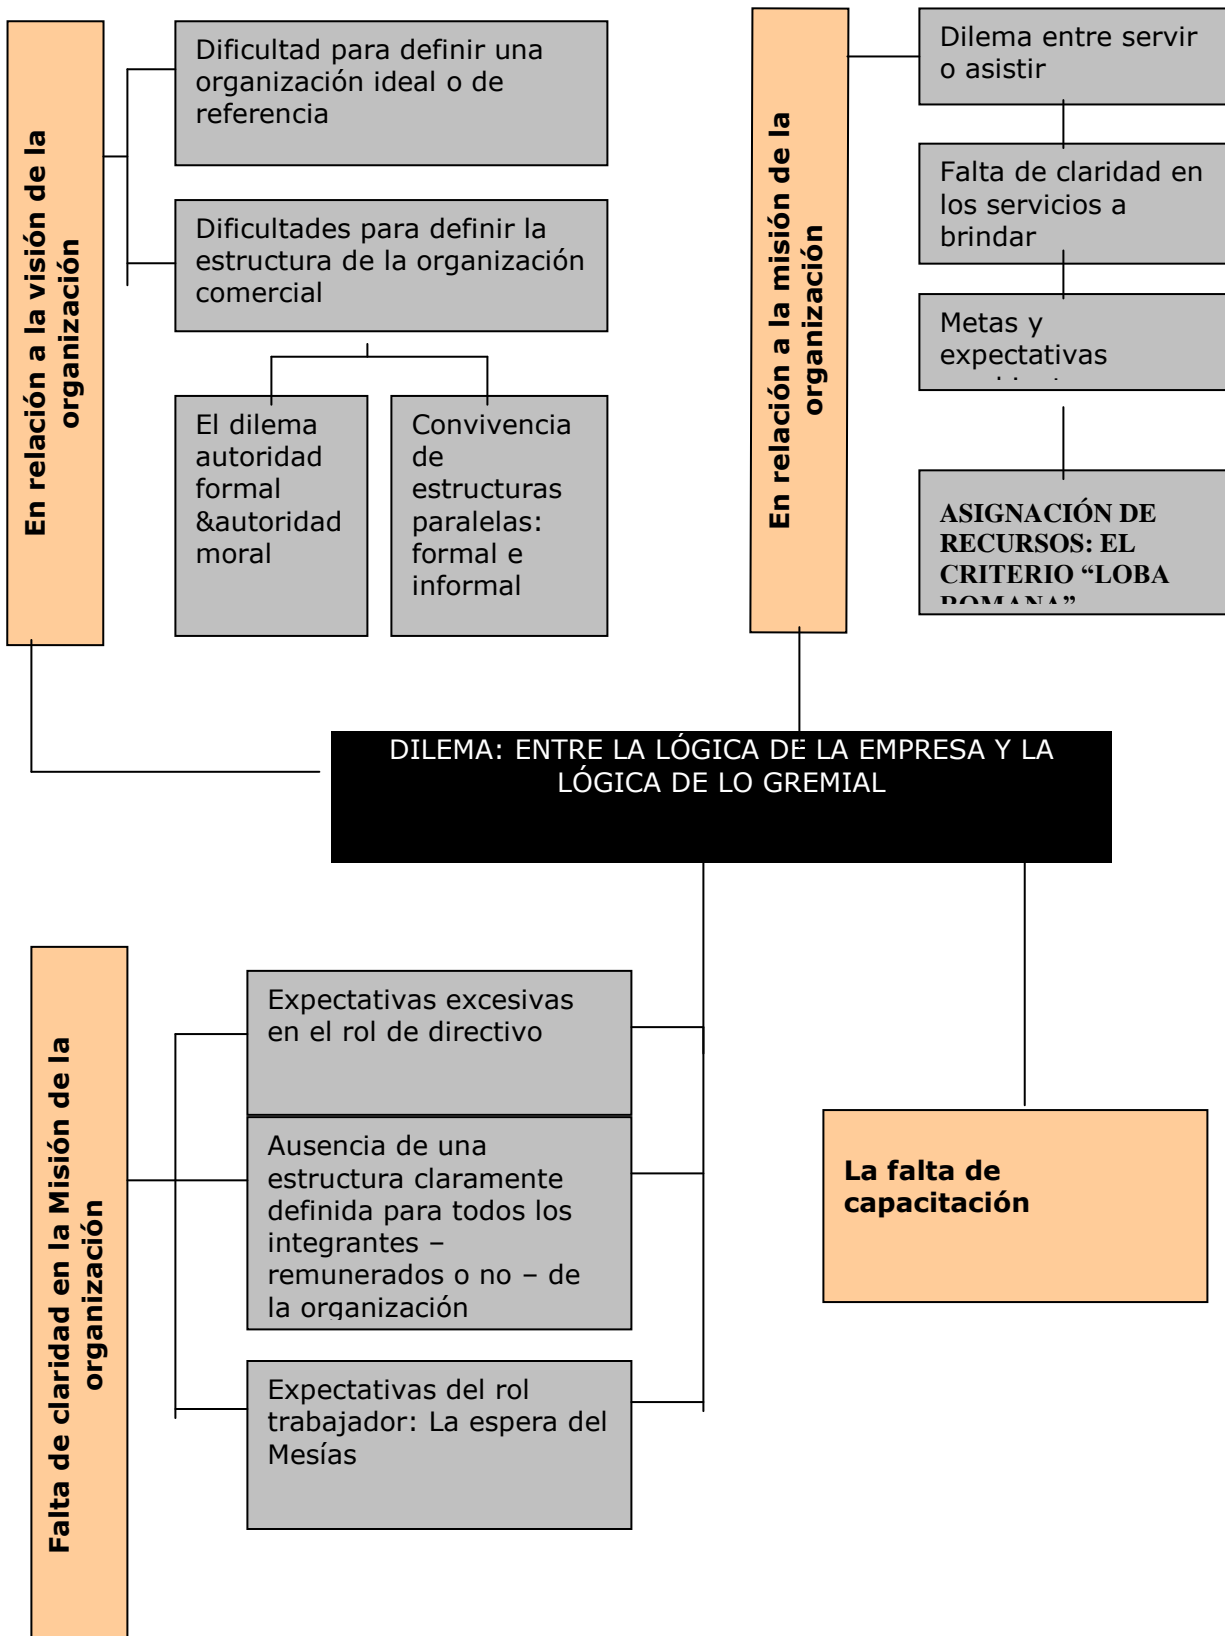 En relación a la visión de la
organización
Dificultad para definir una
organización ideal o de
referencia
Dificultades para definir la
estructura de la organización
comercial
El dilema
autoridad
formal
&autoridad
moral
Convivencia
de
estructuras
paralelas:
formal e
informal
En relación a la misión de la
organización
Dilema entre servir
o asistir
Falta de claridad en
los servicios a
brindar
Metas y
expectativas
ASIGNACIÓN DE
RECURSOS: EL
CRITERIO “LOBA
ROMANA”
DILEMA: ENTRE LA LÓGICA DE LA EMPRESA Y LA
LÓGICA DE LO GREMIAL
Falta de claridad en la Misión de la
organización
Expectativas excesivas
en el rol de directivo
Ausencia de una
estructura claramente
definida para todos los
integrantes –
remunerados o no – de
la organización
Expectativas del rol
trabajador: La espera del
Mesías
La falta de
capacitación